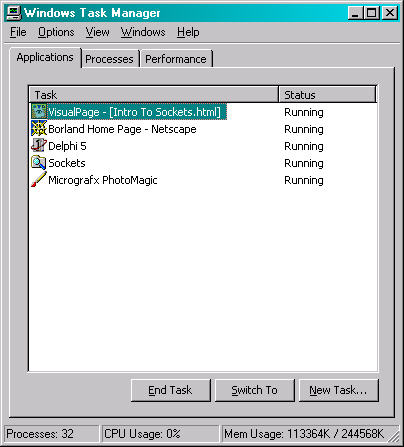 Windows Task Manager
File Options View Windows Help
Applications Processes Performance
Task Status
VisualPage - [Intro To Sockets.html] Running
Borland Home Page - Netscape Running
Delphi 5 Running
Sockets Running
Micrografx PhotoMagic Running
End Task Switch To New Task...
Processes: 32 CPU Usage: 0% Mem Usage: 113364K / 244568K